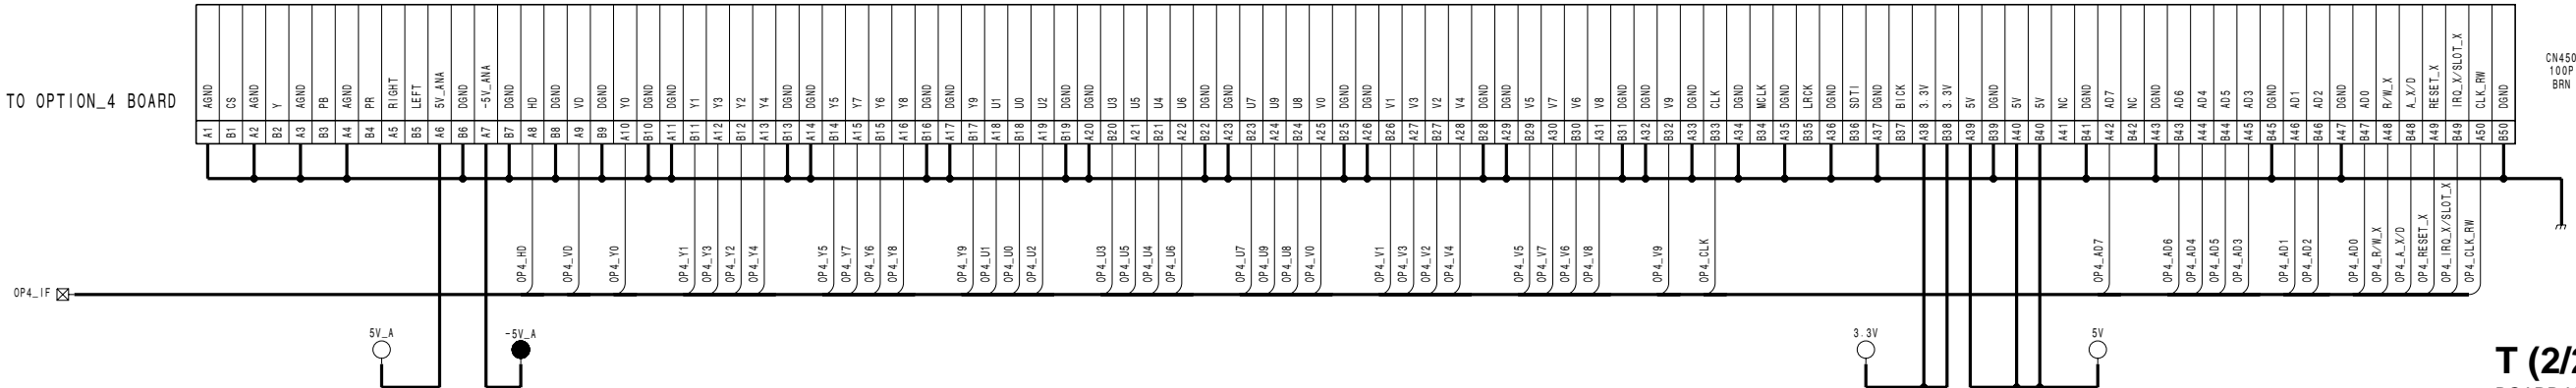 TO OPTION_4 BOARD
A1 AGND
B1 CS
A2 AGND
B2 Y
A3 AGND
B3 PB
A4 AGND
B4 PR
A5 RIGHT
B5 LEFT
A6 5V_ANA
B6 DGND
A7 -5V_ANA
B7 DGND
A8 HD
B8 DGND
A9 VD
B9 DGND
A10 Y0
B10 DGND
A11 DGND
B11 Y1
A12 Y3
B12 Y2
A13 Y4
B13 DGND
A14 DGND
B14 Y5
A15 Y7
B15 Y6
A16 Y8
B16 DGND
A17 DGND
B17 Y9
A18 U1
B18 U0
A19 U2
B19 DGND
A20 DGND
B20 U3
A21 U5
B21 U4
A22 U6
B22 DGND
A23 DGND
B23 U7
A24 U9
B24 U8
A25 V0
B25 DGND
A26 DGND
B26 V1
A27 V3
B27 V2
A28 V4
B28 DGND
A29 DGND
B29 V5
A30 V7
B30 V6
A31 V8
B31 DGND
A32 DGND
B32 V9
A33 DGND
B33 CLK
A34 DGND
B34 MCLK
A35 DGND
B35 LRCK
A36 DGND
B36 SDTI
A37 DGND
B37 BICK
A38 3.3V
B38 3.3V
A39 5V
B39 DGND
A40 5V
B40 5V
A41 NC
B41 DGND
A42 AD7
B42 NC
A43 DGND
B43 AD6
A44 AD4
B44 AD5
A45 AD3
B45 DGND
A46 AD1
B46 AD2
A47 DGND
B47 AD0
A48 R/W_X
B48 A_X/D
A49 RESET_X
B49 IRQ_X/SLOT_X
A50 CLK_RW
B50 DGND
CN450
100P
BRN
OP4_HD
OP4_VD
OP4_Y0
OP4_Y1
OP4_Y3
OP4_Y2
OP4_Y4
OP4_Y5
OP4_Y7
OP4_Y6
OP4_Y8
OP4_Y9
OP4_U1
OP4_U0
OP4_U2
OP4_U3
OP4_U5
OP4_U4
OP4_U6
OP4_U7
OP4_U9
OP4_U8
OP4_V0
OP4_V1
OP4_V3
OP4_V2
OP4_V4
OP4_V5
OP4_V7
OP4_V6
OP4_V8
OP4_V9
OP4_CLK
OP4_AD7
OP4_AD6
OP4_AD4
OP4_AD5
OP4_AD3
OP4_AD1
OP4_AD2
OP4_AD0
OP4_R/W_X
OP4_A_X/D
OP4_RESET_X
OP4_IRQ_X/SLOT_X
OP4_CLK_RW
OP4_IF
5V_A
-5V_A
3.3V
5V
T (2/